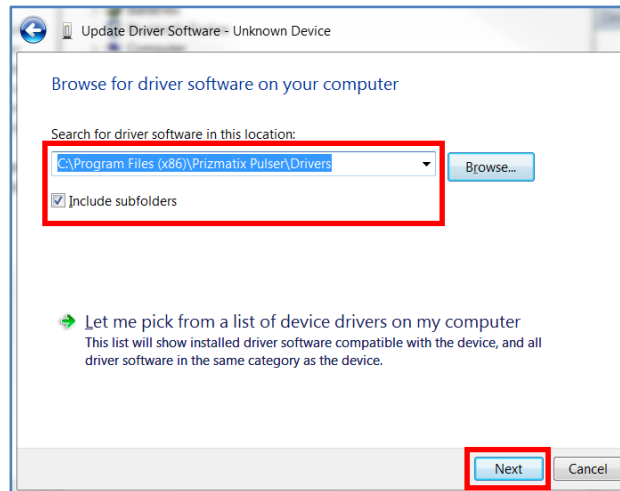 Update Driver Software - Unknown Device
Browse for driver software on your computer
Search for driver software in this location:
C:\Program Files (x86)\Prizmatix Pulser\Drivers
Browse...
Include subfolders
Let me pick from a list of device drivers on my computer
This list will show installed driver software compatible with the device, and all
driver software in the same category as the device.
Next
Cancel